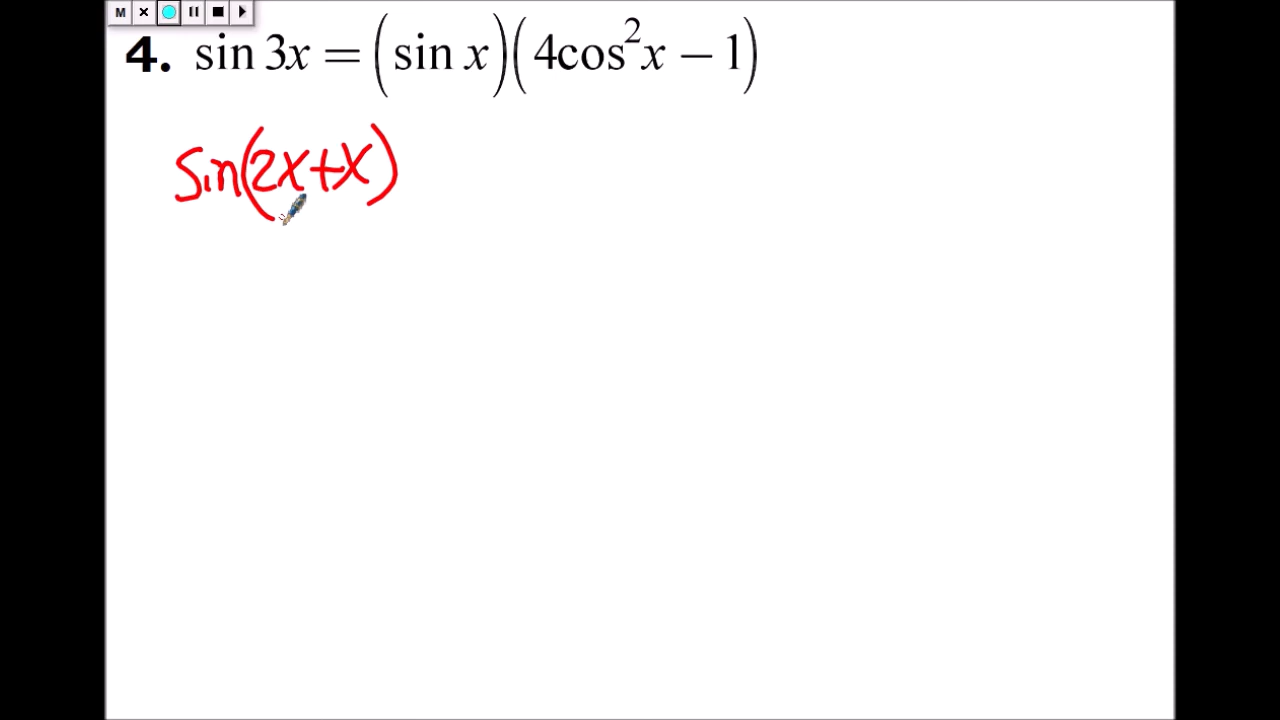 M
4. sin 3x = (sin x)(4cos²x − 1)
sin(2x+x)